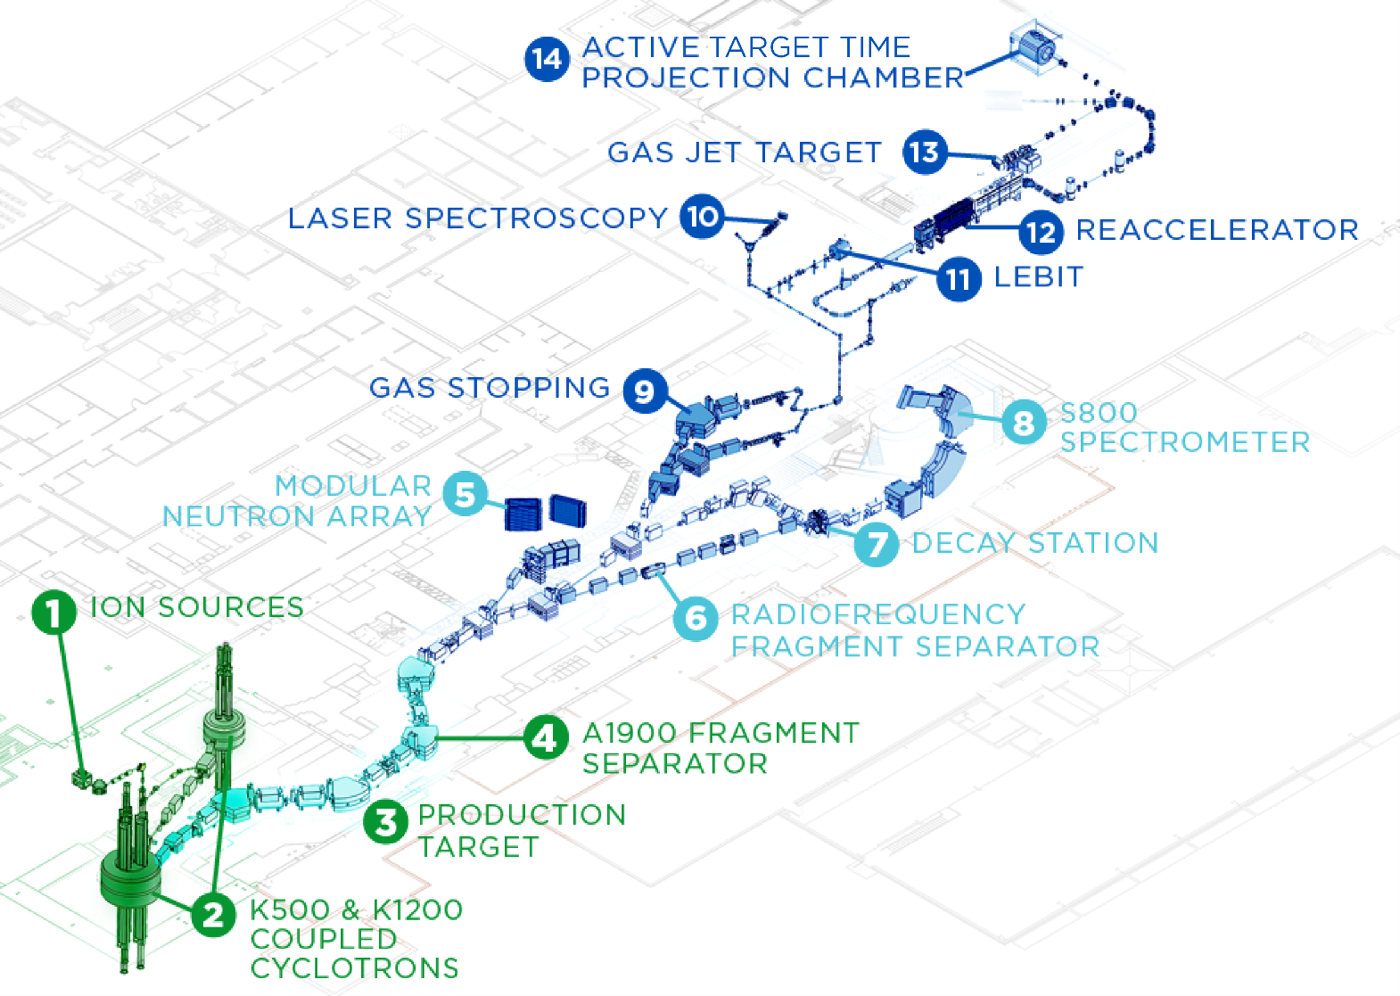 14 ACTIVE TARGET TIME
PROJECTION CHAMBER
GAS JET TARGET 13
LASER SPECTROSCOPY 10
12 REACCELERATOR
11 LEBIT
GAS STOPPING 9
8 S800
SPECTROMETER
MODULAR 5
NEUTRON ARRAY
7 DECAY STATION
1 ION SOURCES
6 RADIOFREQUENCY
FRAGMENT SEPARATOR
4 A1900 FRAGMENT
SEPARATOR
3 PRODUCTION
TARGET
2 K500 & K1200
COUPLED
CYCLOTRONS